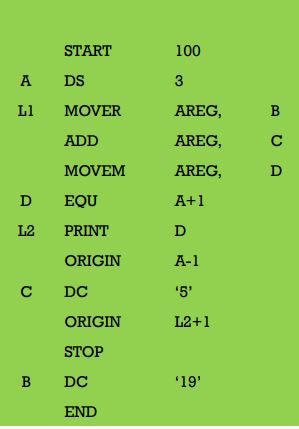 START 100
A DS 3
L1 MOVER AREG, B
ADD AREG, C
MOVEM AREG, D
D EQU A+1
L2 PRINT D
ORIGIN A-1
C DC ‘5’
ORIGIN L2+1
STOP
B DC ‘19’
END